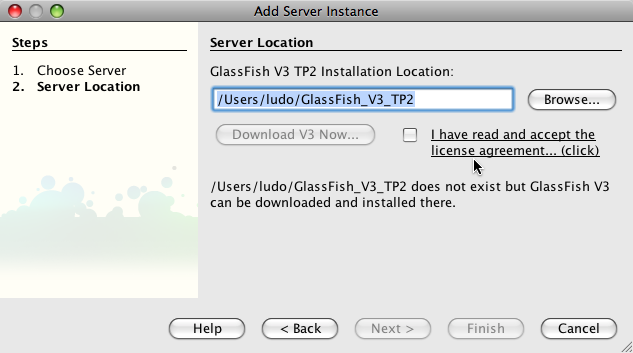 Add Server Instance
Steps
1. Choose Server
2. Server Location
Server Location
GlassFish V3 TP2 Installation Location:
/Users/ludo/GlassFish_V3_TP2
Browse...
Download V3 Now...
I have read and accept the
license agreement... (click)
/Users/ludo/GlassFish_V3_TP2 does not exist but GlassFish V3
can be downloaded and installed there.
Help
< Back
Next >
Finish
Cancel